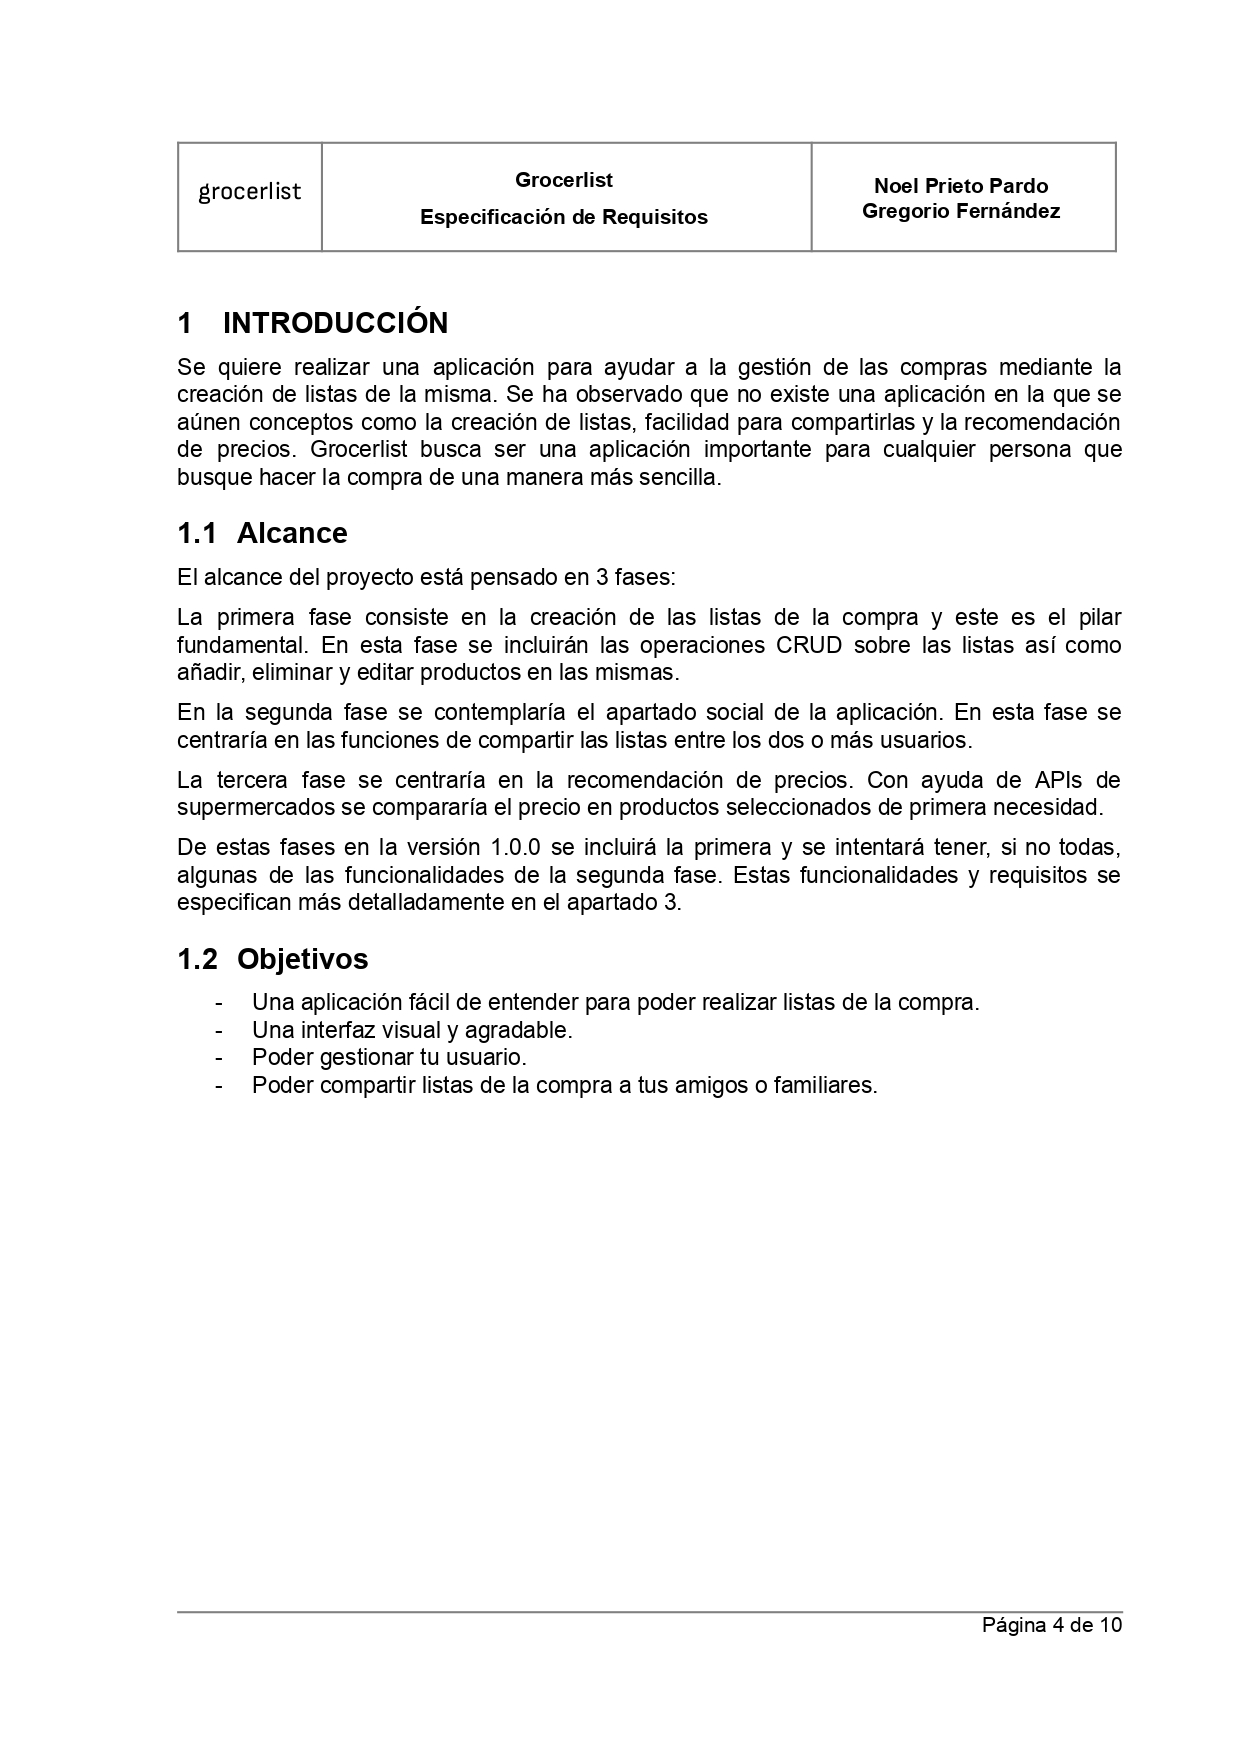 grocerlist
Grocerlist
Especificación de Requisitos
Noel Prieto Pardo
Gregorio Fernández
1 INTRODUCCIÓN
Se quiere realizar una aplicación para ayudar a la gestión de las compras mediante la
creación de listas de la misma. Se ha observado que no existe una aplicación en la que se
aúnen conceptos como la creación de listas, facilidad para compartirlas y la recomendación
de precios. Grocerlist busca ser una aplicación importante para cualquier persona que
busque hacer la compra de una manera más sencilla.
1.1 Alcance
El alcance del proyecto está pensado en 3 fases:
La primera fase consiste en la creación de las listas de la compra y este es el pilar
fundamental. En esta fase se incluirán las operaciones CRUD sobre las listas así como
añadir, eliminar y editar productos en las mismas.
En la segunda fase se contemplaría el apartado social de la aplicación. En esta fase se
centraría en las funciones de compartir las listas entre los dos o más usuarios.
La tercera fase se centraría en la recomendación de precios. Con ayuda de APIs de
supermercados se compararía el precio en productos seleccionados de primera necesidad.
De estas fases en la versión 1.0.0 se incluirá la primera y se intentará tener, si no todas,
algunas de las funcionalidades de la segunda fase. Estas funcionalidades y requisitos se
especifican más detalladamente en el apartado 3.
1.2 Objetivos
- Una aplicación fácil de entender para poder realizar listas de la compra.
- Una interfaz visual y agradable.
- Poder gestionar tu usuario.
- Poder compartir listas de la compra a tus amigos o familiares.
Página 4 de 10